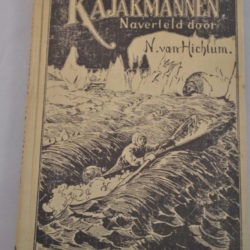 KAJAKMANNEN
Naverteld door
N. van Hichtum.